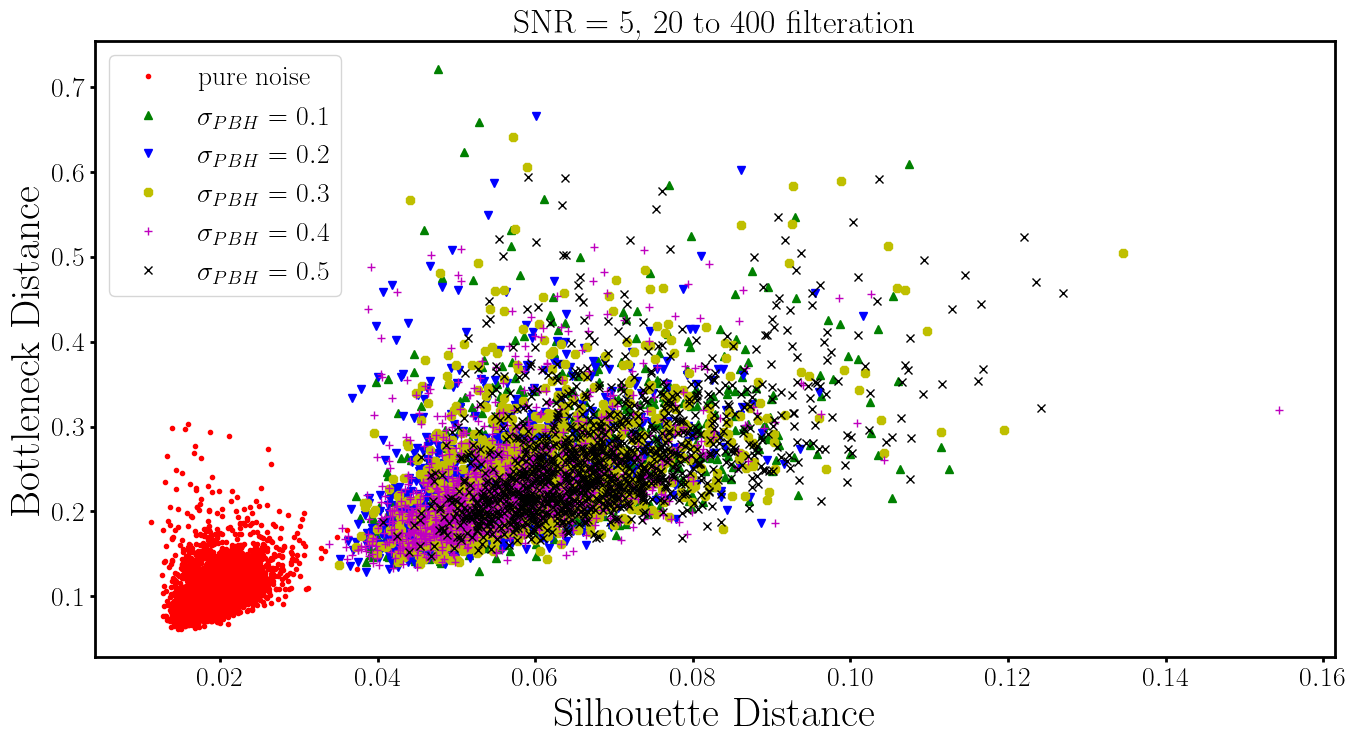 SNR = 5, 20 to 400 filteration
pure noise
σ_PBH = 0.1
σ_PBH = 0.2
σ_PBH = 0.3
σ_PBH = 0.4
σ_PBH = 0.5
Bottleneck Distance
0.7
0.6
0.5
0.4
0.3
0.2
0.1
0.02 0.04 0.06 0.08 0.10 0.12 0.14 0.16
Silhouette Distance